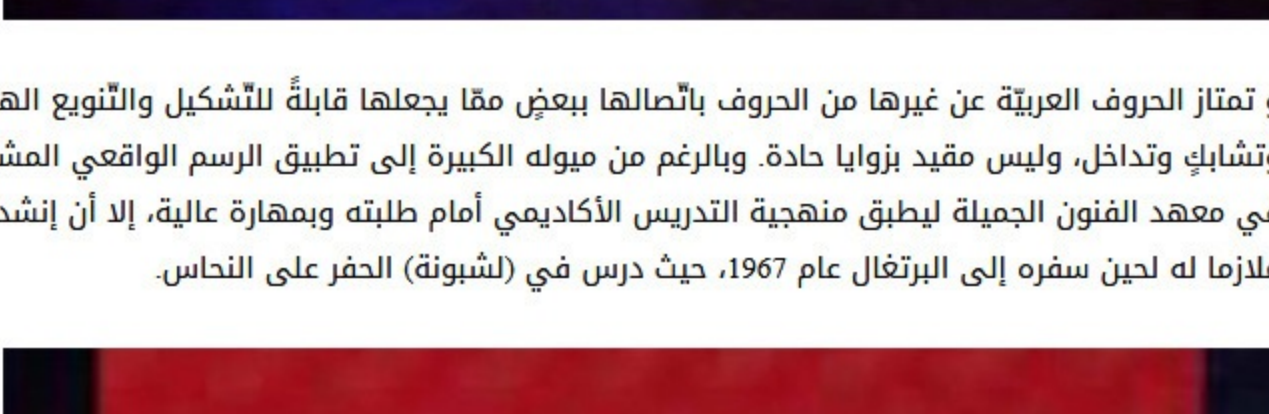 تمتاز الحروف العربيّة عن غيرها من الحروف باتّصالها ببعضٍ ممّا يجعلها قابلةً للتّشكيل والتّنويع
وتشابكٍ وتداخل، وليس مقيد بزوايا حادة. وبالرغم من ميوله الكبيرة إلى تطبيق الرسم الواقعي
في معهد الفنون الجميلة ليطبق منهجية التدريس الأكاديمي أمام طلبته وبمهارة عالية، إلا أن
ملازما له لحين سفره إلى البرتغال عام 1967، حيث درس في (لشبونة) الحفر على النحاس.